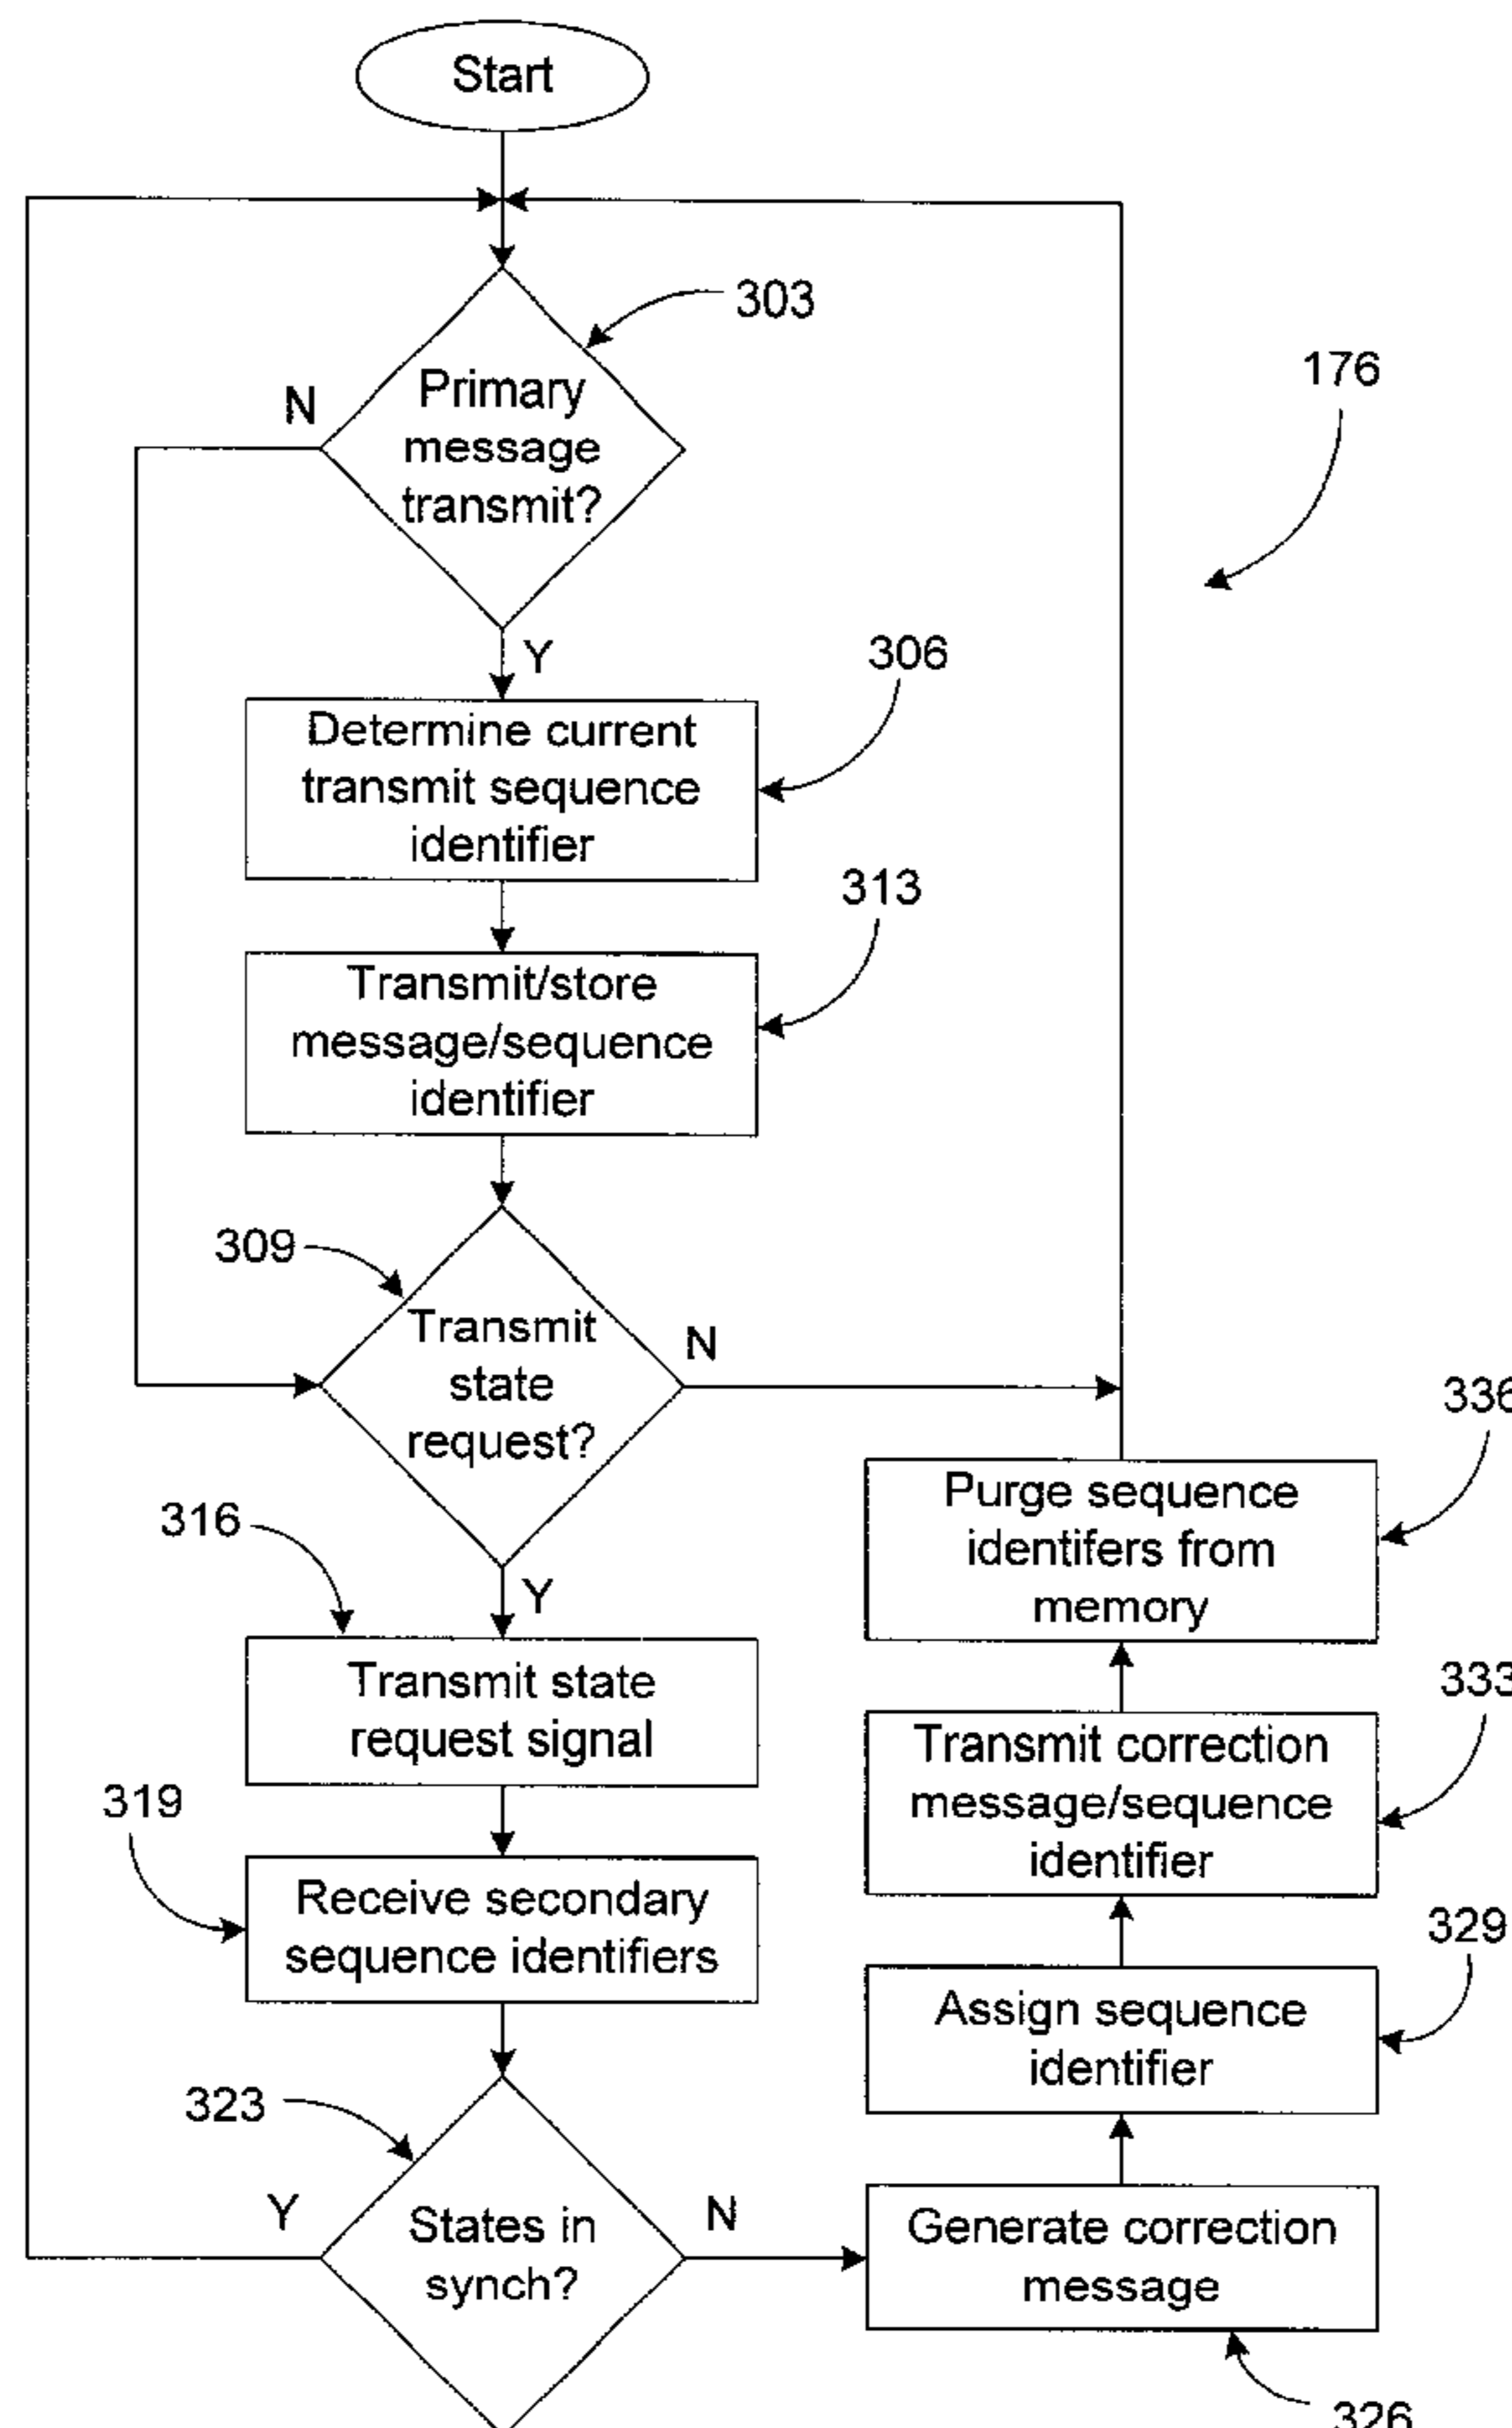 Start
303
176
N
Primary
message
transmit?
Y
306
Determine current
transmit sequence
identifier
313
Transmit/store
message/sequence
identifier
309
Transmit
state
request?
N
336
Purge sequence
identifers from
memory
316
Y
Transmit state
request signal
333
Transmit correction
message/sequence
identifier
319
Receive secondary
sequence identifiers
329
Assign sequence
identifier
323
Y
States in
synch?
N
Generate correction
message
326